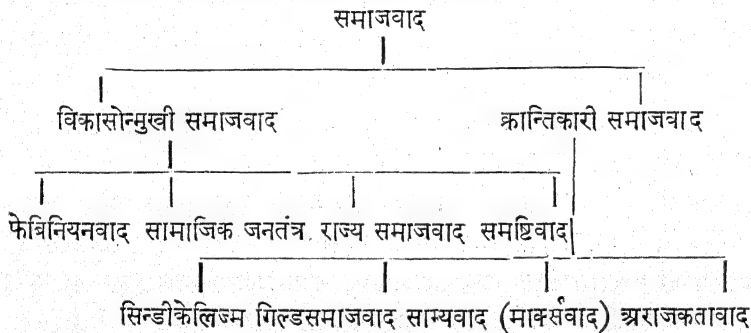 समाजवाद
विकासोन्मुखी समाजवाद क्रान्तिकारी समाजवाद
फेबिनियनवाद सामाजिक जनतंत्र राज्य समाजवाद समष्टिवाद
सिन्डीकेलिज्म गिल्डसमाजवाद साम्यवाद (मार्क्सवाद) अराजकतावाद